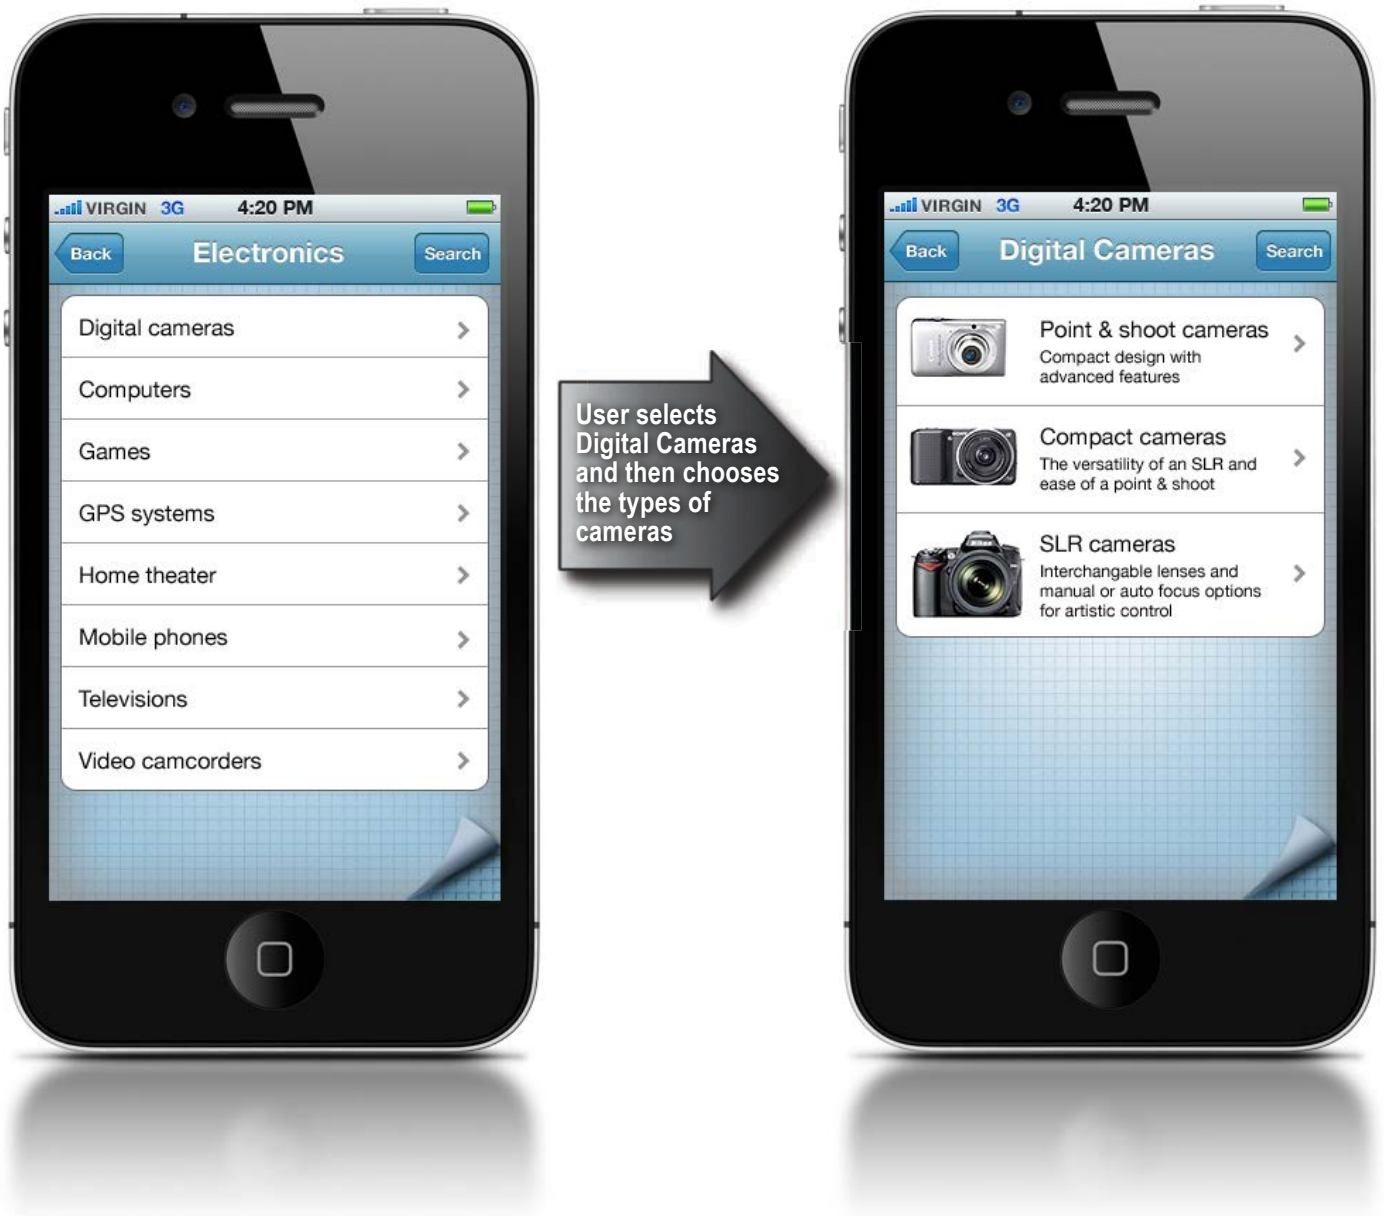 VIRGIN 3G 4:20 PM
Back Electronics Search
Digital cameras
Computers
Games
GPS systems
Home theater
Mobile phones
Televisions
Video camcorders
User selects
Digital Cameras
and then chooses
the types of
cameras
VIRGIN 3G 4:20 PM
Back Digital Cameras Search
Point & shoot cameras
Compact design with
advanced features
Compact cameras
The versatility of an SLR and
ease of a point & shoot
SLR cameras
Interchangable lenses and
manual or auto focus options
for artistic control